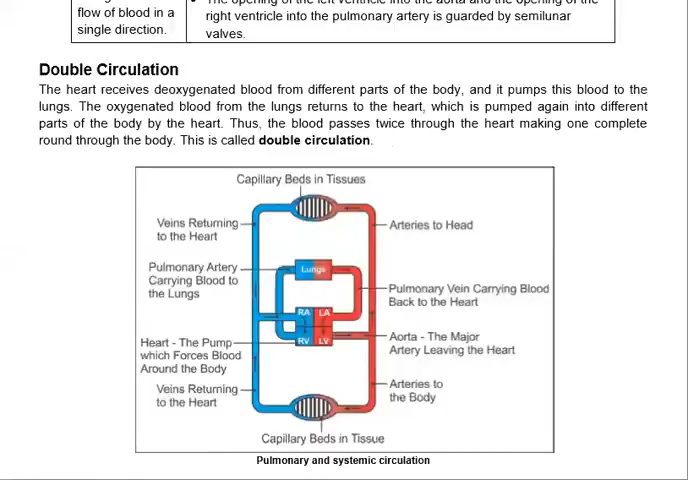 flow of blood in a
single direction.
right ventricle into the pulmonary artery is guarded by semilunar
valves.
Double Circulation
The heart receives deoxygenated blood from different parts of the body, and it pumps this blood to the
lungs. The oxygenated blood from the lungs returns to the heart, which is pumped again into different
parts of the body by the heart. Thus, the blood passes twice through the heart making one complete
round through the body. This is called double circulation.
Capillary Beds in Tissues
Veins Returning
to the Heart
Arteries to Head
Pulmonary Artery
Carrying Blood to
the Lungs
Lungs
Pulmonary Vein Carrying Blood
Back to the Heart
RA LA
RV LV
Heart - The Pump
which Forces Blood
Around the Body
Aorta - The Major
Artery Leaving the Heart
Veins Returning
to the Heart
Arteries to
the Body
Capillary Beds in Tissue
Pulmonary and systemic circulation